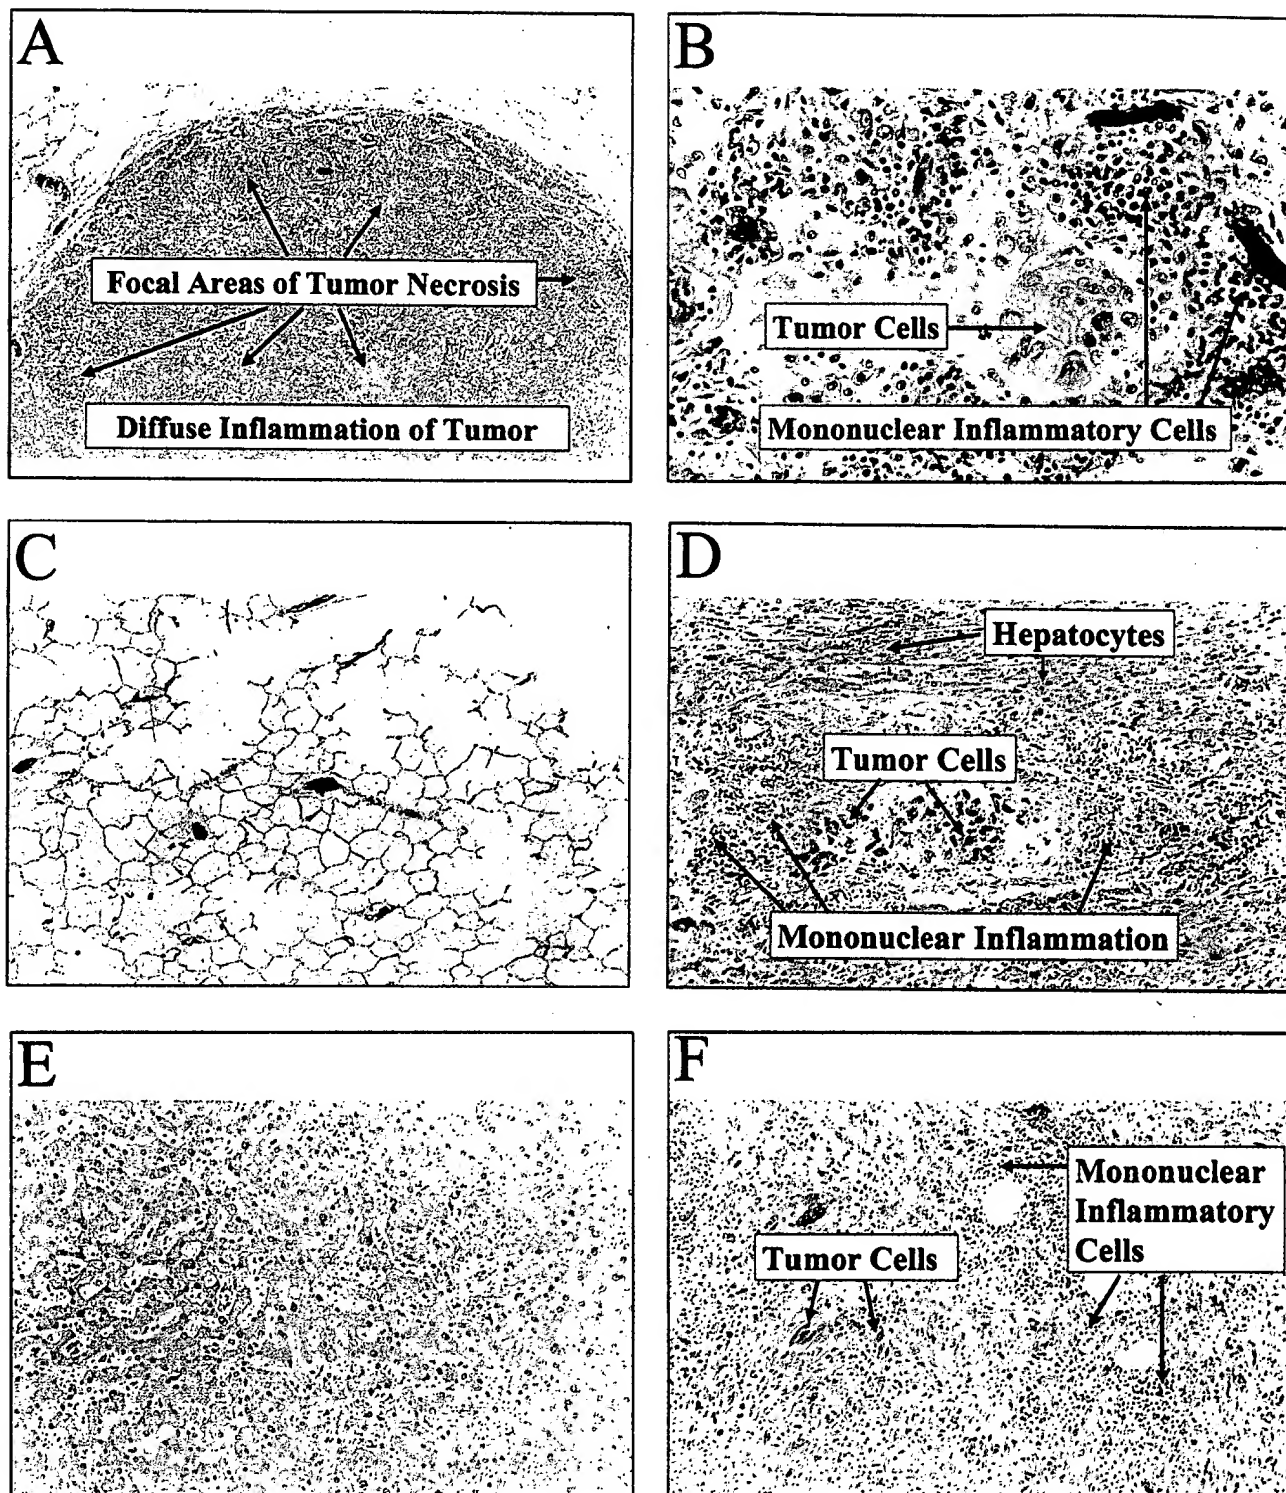 A
Focal Areas of Tumor Necrosis
Diffuse Inflammation of Tumor
B
Tumor Cells
Mononuclear Inflammatory Cells
C
D
Hepatocytes
Tumor Cells
Mononuclear Inflammation
E
F
Mononuclear
Inflammatory
Cells
Tumor Cells